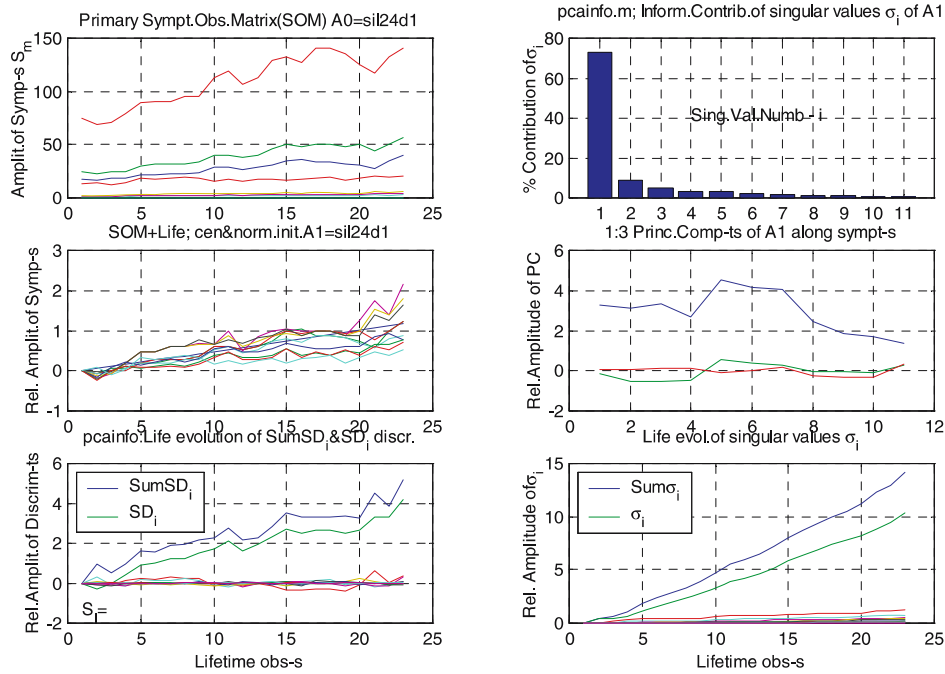 Primary Sympt.Obs.Matrix(SOM) A0=sil24d1
Amplit.of Symp-s S_m
150
100
50
0
0 5 10 15 20 25
SOM+Life; cen&norm.init.A1=sil24d1
Rel. Amplit.of Symp-s
3
2
1
0
-1
0 5 10 15 20 25
pcainfo:Life evolution of SumSD_i&SD_i discr.
Rel.Amplit.of Discrim-ts
6
4
2
0
-2
SumSD_i
SD_i
S_i=
0 5 10 15 20 25
Lifetime obs-s
pcainfo.m; Inform.Contrib.of singular values σ_i of A1
% Contribution of σ_i
80
60
40
20
0
Sing.Val.Numb - i
1 2 3 4 5 6 7 8 9 10 11
1:3 Princ.Comp-ts of A1 along sympt-s
Rel.Amplitude of PC
6
4
2
0
-2
0 2 4 6 8 10 12
Life evol.of singular values σ_i
Rel. Amplitude of σ_i
15
10
5
0
Sumσ_i
σ_i
0 5 10 15 20 25
Lifetime obs-s